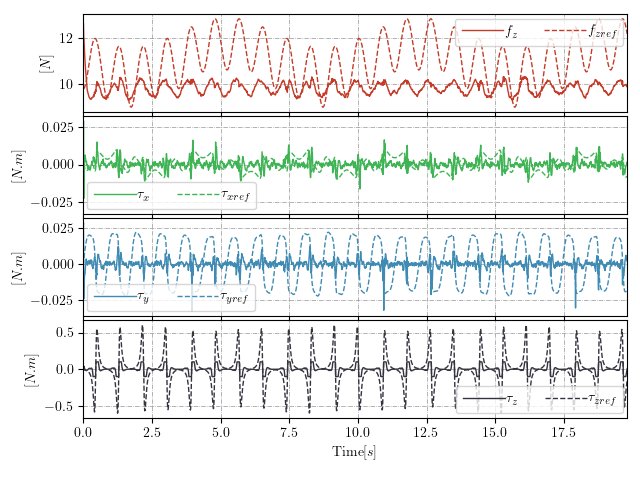 12
10
[N]
f_z f_zref
0.025
0.000
−0.025
[N.m]
τ_x τ_xref
0.025
0.000
−0.025
[N.m]
τ_y τ_yref
0.5
0.0
−0.5
[N.m]
τ_z τ_zref
0.0 2.5 5.0 7.5 10.0 12.5 15.0 17.5
Time[s]